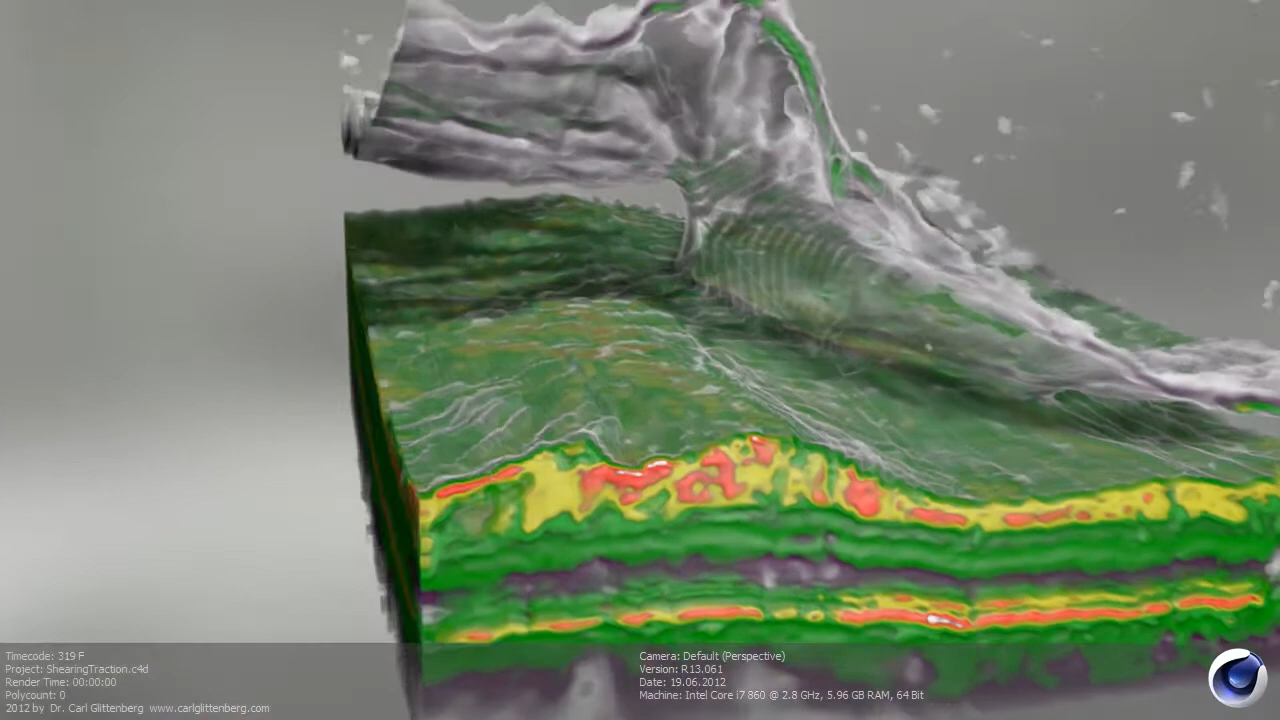 Timecode: 319 F
Project: ShearingTraction.c4d
Render Time: 00:00:00
Polycount: 0
2012 by  Dr. Carl Glittenberg  www.carlglittenberg.com
Camera: Default (Perspective)
Version: R13.061
Date: 19.06.2012
Machine: Intel Core i7 860 @ 2.8 GHz, 5.96 GB RAM, 64 Bit